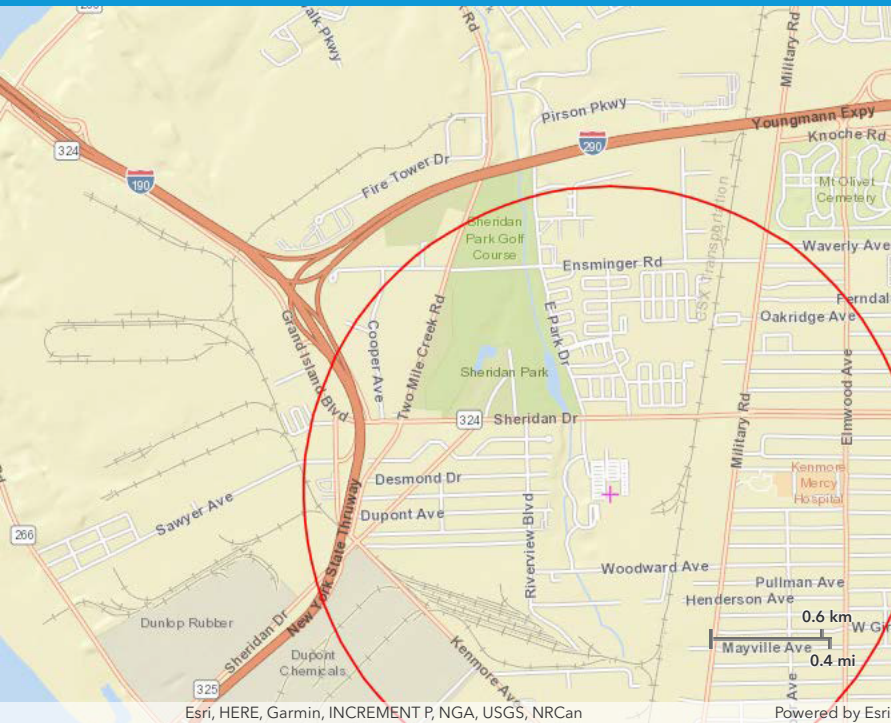 Military Rd
Pirson Pkwy
Youngmann Expy
290
Knoche Rd
324
190
Fire Tower Dr
Mt Olivet
Cemetery
Sheridan
Park Golf
Course
Waverly Ave
Ensminger Rd
CSX Transportation
Oakridge Ave
Grand Island Blvd
Cooper Ave
Two Mile Creek Rd
E Park Dr
Elmwood Ave
Sheridan Park
Military Rd
324
Sheridan Dr
Kenmore
Mercy
Hospital
Desmond Dr
Sawyer Ave
Dupont Ave
266
New York State Thruway
Riverview Blvd
Woodward Ave
Pullman Ave
Henderson Ave
0.6 km
Dunlop Rubber
Sheridan Dr
Mayville Ave
0.4 mi
Dupont
Chemicals
Kenmore Ave
325
Esri, HERE, Garmin, INCREMENT P, NGA, USGS, NRCan
Powered by Esri